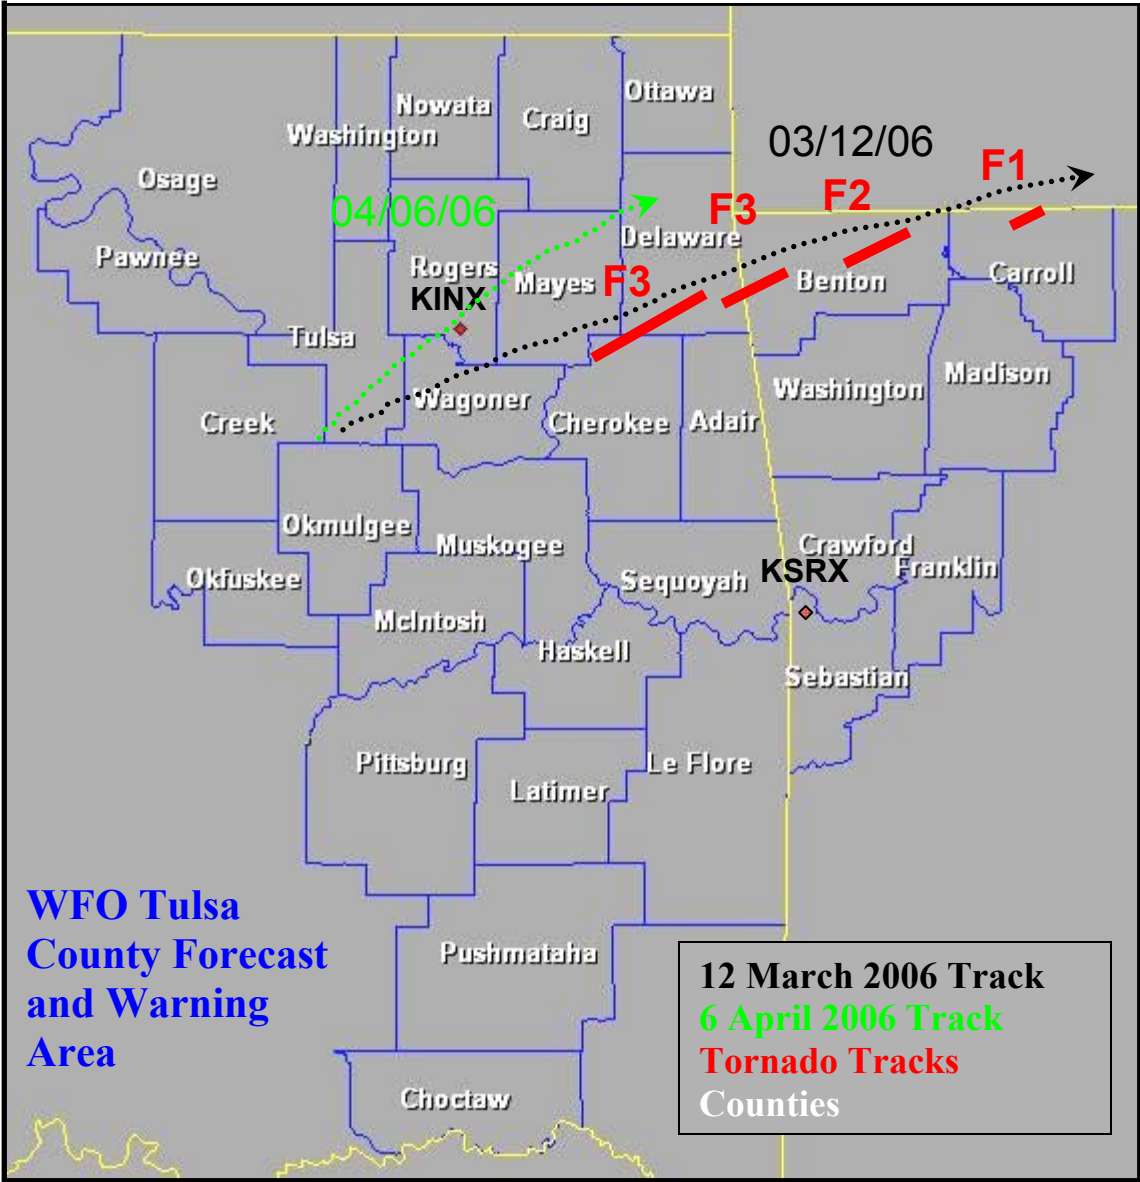 Ottawa
Nowata
Craig
Washington
03/12/06
F1
Osage
F2
04/06/06
F3
Delaware
Pawnee
Rogers
Mayes
F3
Benton
Carroll
KINX
Tulsa
Madison
Washington
Wagoner
Creek
Cherokee
Adair
Okmulgee
Muskogee
Crawford
Franklin
KSRX
Okfuskee
Sequoyah
McIntosh
Haskell
Sebastian
Pittsburg
Le Flore
Latimer
WFO Tulsa
County Forecast
and Warning
Area
Pushmataha
Choctaw
12 March 2006 Track
6 April 2006 Track
Tornado Tracks
Counties